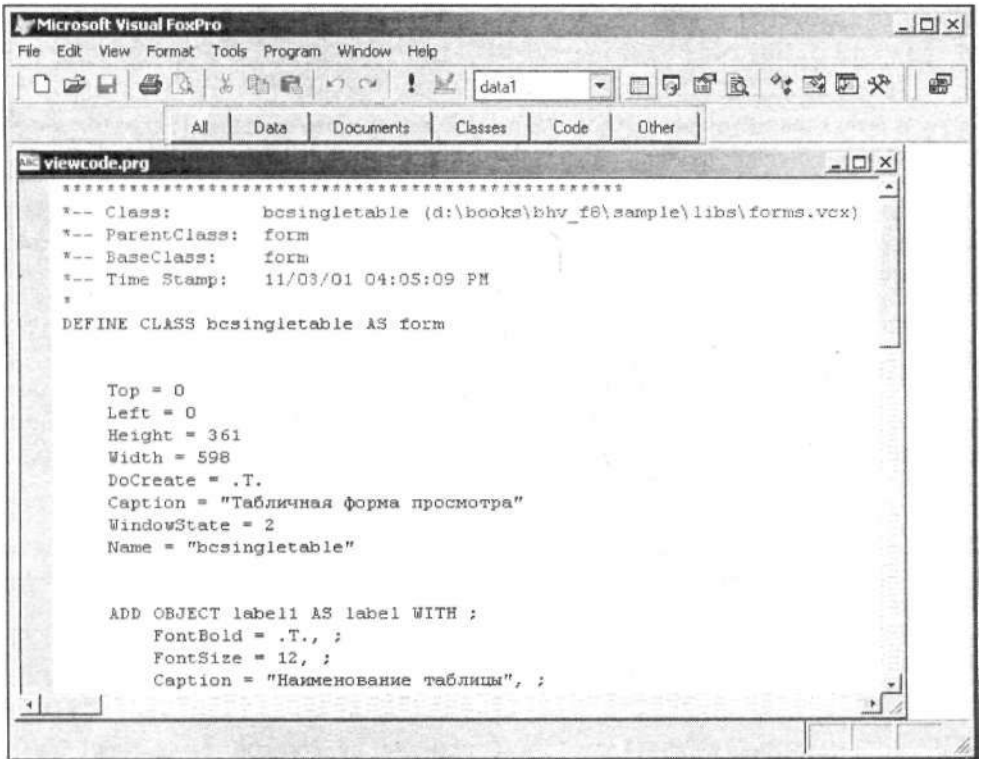 Microsoft Visual FoxPro
File Edit View Format Tools Program Window Help
data1
All Data Documents Classes Code Other
viewcode.prg
***************************************************
*-- Class: bcsingletable (d:\books\bhv_f8\sample\libs\forms.vcx)
*-- ParentClass: form
*-- BaseClass: form
*-- Time Stamp: 11/03/01 04:05:09 PM
*
DEFINE CLASS bcsingletable AS form
Top = 0
Left = 0
Height = 361
Width = 598
DoCreate = .T.
Caption = "Табличная форма просмотра"
WindowState = 2
Name = "bcsingletable"
ADD OBJECT label1 AS label WITH ;
FontBold = .T., ;
FontSize = 12, ;
Caption = "Наименование таблицы", ;